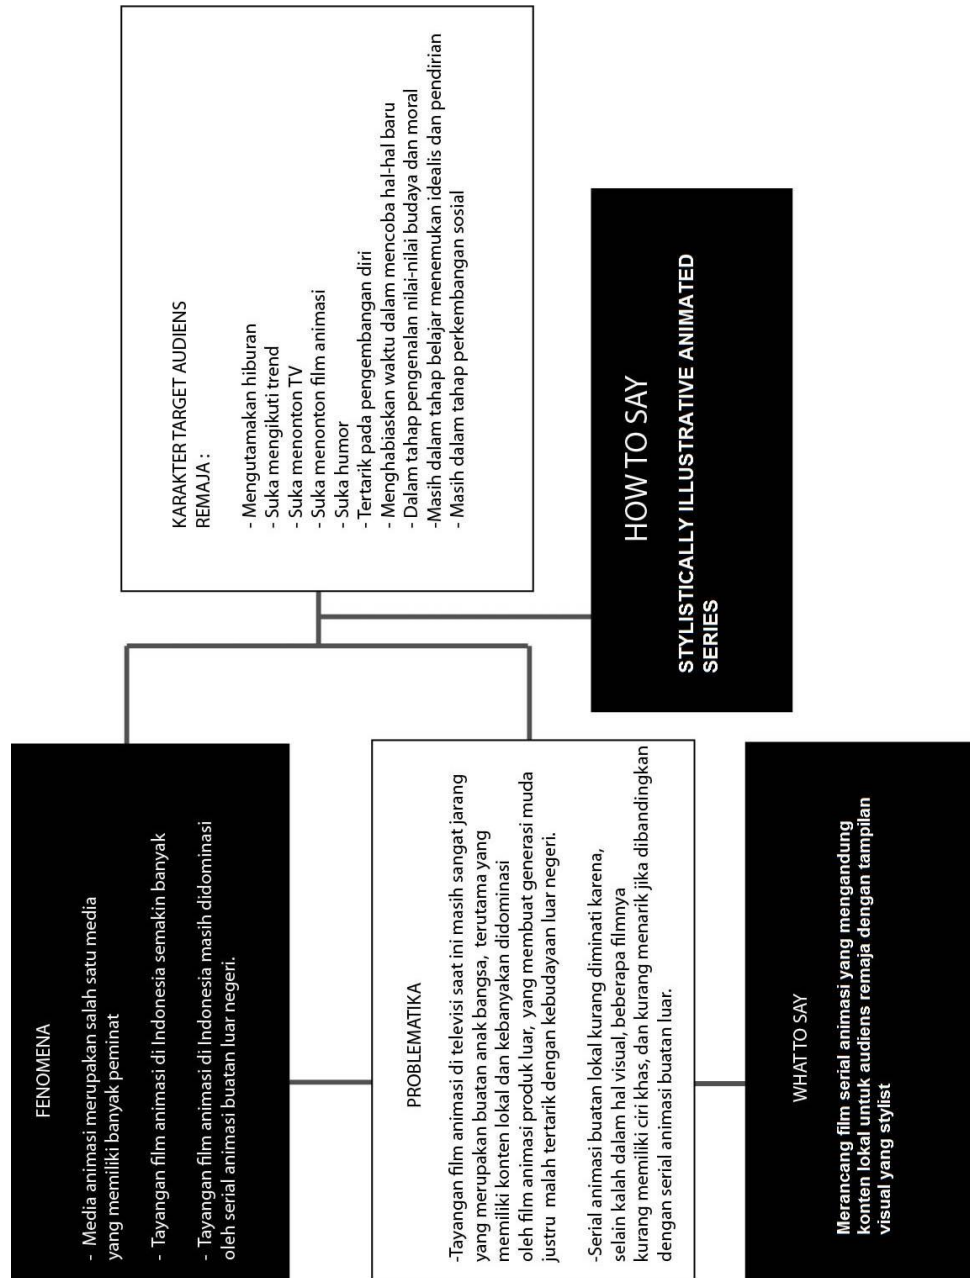 FENOMENA
- Media animasi merupakan salah satu media
yang memiliki banyak peminat
- Tayangan film animasi di Indonesia semakin banyak
- Tayangan film animasi di Indonesia masih didominasi
oleh serial animasi buatan luar negeri.
PROBLEMATIKA
-Tayangan film animasi di televisi saat ini masih sangat jarang
yang merupakan buatan anak bangsa, terutama yang
memiliki konten lokal dan kebanyakan didominasi
oleh film animasi produk luar, yang membuat generasi muda
justru malah tertarik dengan kebudayaan luar negeri.
-Serial animasi buatan lokal kurang diminati karena,
selain kalah dalam hal visual, beberapa filmnya
kurang memiliki ciri khas, dan kurang menarik jika dibandingkan
dengan serial animasi buatan luar.
WHAT TO SAY
Merancang film serial animasi yang mengandung
konten lokal untuk audiens remaja dengan tampilan
visual yang stylist
KARAKTER TARGET AUDIENS
REMAJA :
- Mengutamakan hiburan
- Suka mengikuti trend
- Suka menonton TV
- Suka menonton film animasi
- Suka humor
- Tertarik pada pengembangan diri
- Menghabiaskan waktu dalam mencoba hal-hal baru
- Dalam tahap pengenalan nilai-nilai budaya dan moral
-Masih dalam tahap belajar menemukan idealis dan pendirian
- Masih dalam tahap perkembangan sosial
HOW TO SAY
STYLISTICALLY ILLUSTRATIVE ANIMATED
SERIES